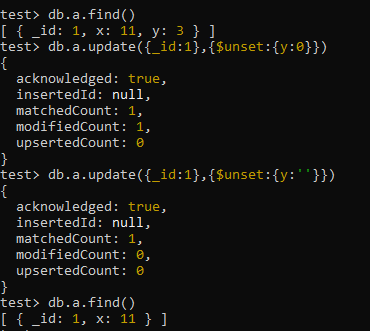 test> db.a.find()
[ { _id: 1, x: 11, y: 3 } ]
test> db.a.update({_id:1},{$unset:{y:0}})
{
  acknowledged: true,
  insertedId: null,
  matchedCount: 1,
  modifiedCount: 1,
  upsertedCount: 0
}
test> db.a.update({_id:1},{$unset:{y:''}})
{
  acknowledged: true,
  insertedId: null,
  matchedCount: 1,
  modifiedCount: 0,
  upsertedCount: 0
}
test> db.a.find()
[ { _id: 1, x: 11 } ]